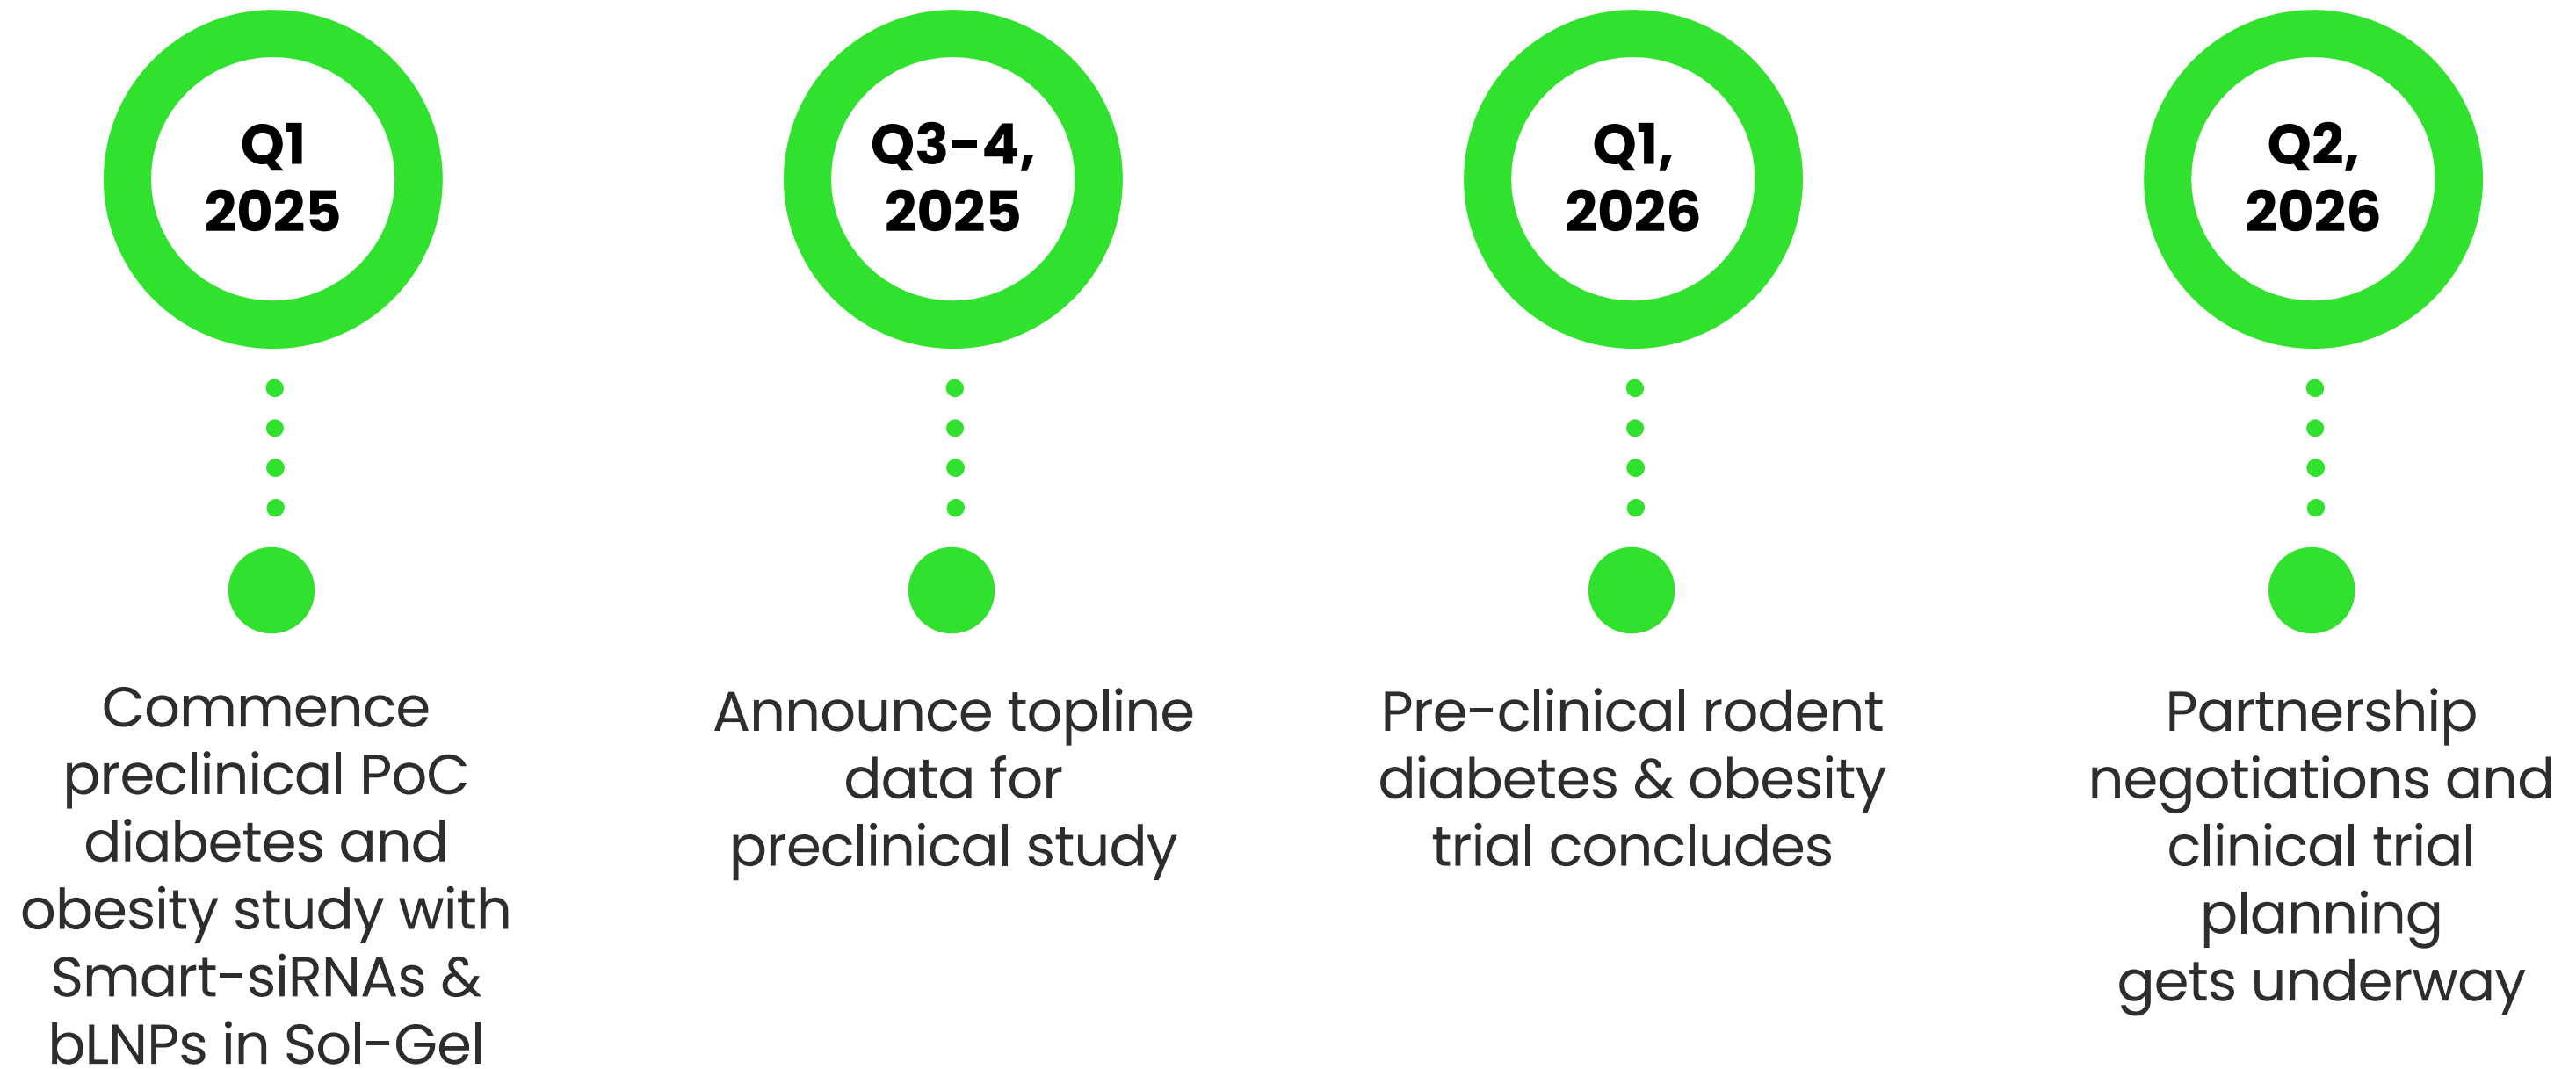 Q1
2025
Commence
preclinical PoC
diabetes and
obesity study with
Smart-siRNAs &
bLNPs in Sol-Gel
Q3-4,
2025
Announce topline
data for
preclinical study
Q1,
2026
Pre-clinical rodent
diabetes & obesity
trial concludes
Q2,
2026
Partnership
negotiations and
clinical trial
planning
gets underway